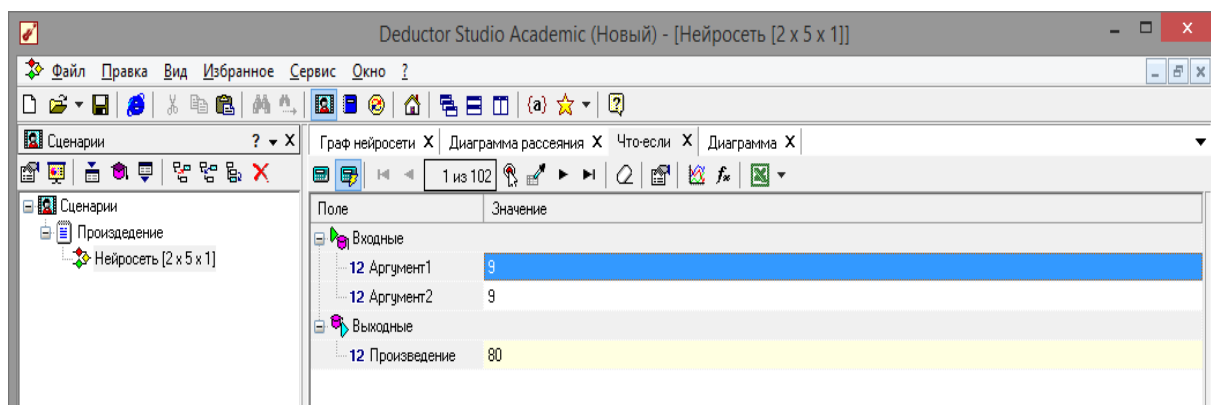 Deductor Studio Academic (Новый) - [Нейросеть [2 x 5 x 1]]
Файл Правка Вид Избранное Сервис Окно ?
Сценарии
Граф нейросети X Диаграмма рассеяния X Что-если X Диаграмма X
1 из 102
Сценарии
Произдедение
Нейросеть [2 x 5 x 1]
Поле Значение
Входные
12 Аргумент1 9
12 Аргумент2 9
Выходные
12 Произведение 80